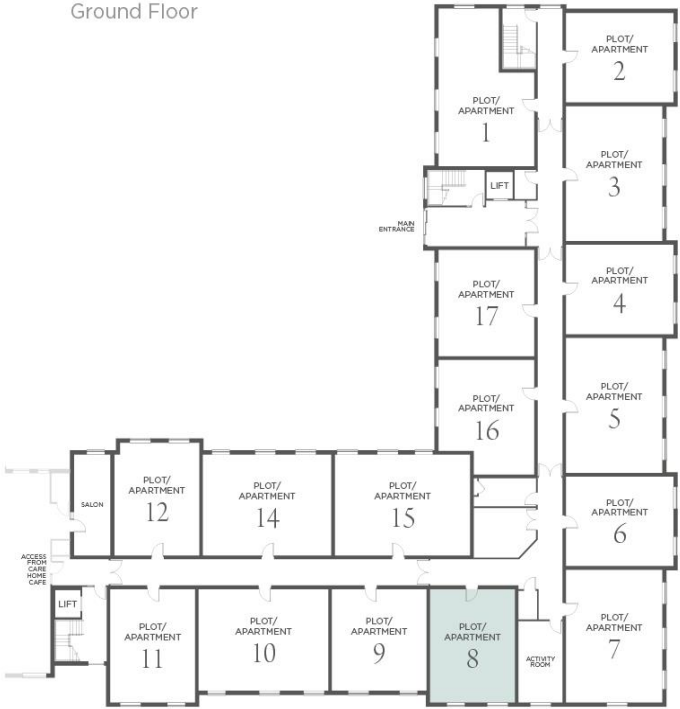 Ground Floor
PLOT/
APARTMENT
1
PLOT/
APARTMENT
2
PLOT/
APARTMENT
3
LIFT
MAIN
ENTRANCE
PLOT/
APARTMENT
17
PLOT/
APARTMENT
4
PLOT/
APARTMENT
16
PLOT/
APARTMENT
5
SALON
PLOT/
APARTMENT
12
PLOT/
APARTMENT
14
PLOT/
APARTMENT
15
PLOT/
APARTMENT
6
ACCESS
FROM
CARE
HOME
CAFE
LIFT
PLOT/
APARTMENT
11
PLOT/
APARTMENT
10
PLOT/
APARTMENT
9
PLOT/
APARTMENT
8
ACTIVITY
ROOM
PLOT/
APARTMENT
7